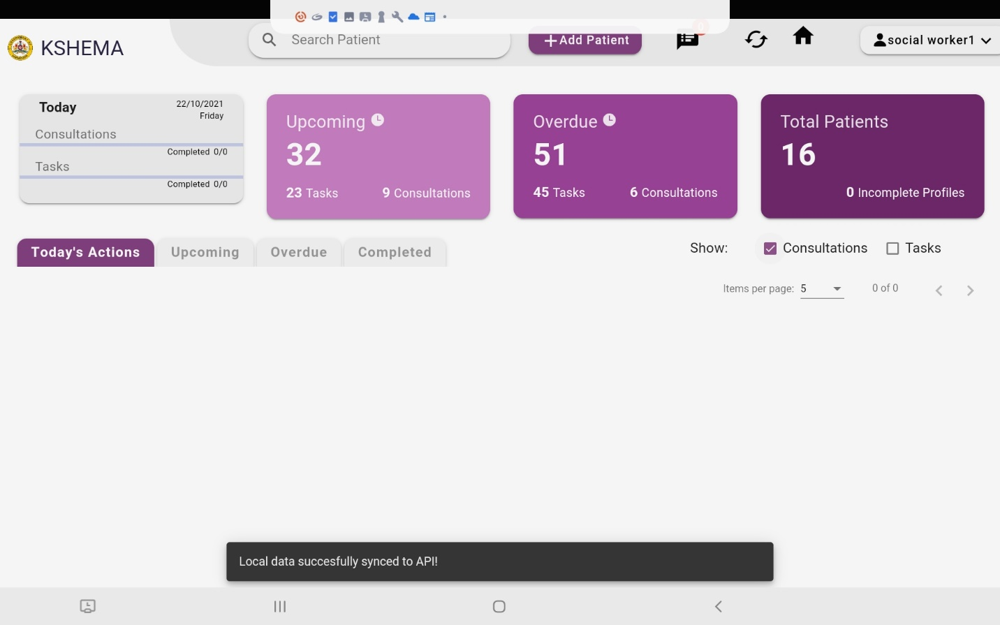 KSHEMA
Search Patient
+Add Patient
0
social worker1
Today
22/10/2021
Friday
Consultations
Completed 0/0
Tasks
Completed 0/0
Upcoming
32
23 Tasks
9 Consultations
Overdue
51
45 Tasks
6 Consultations
Total Patients
16
0 Incomplete Profiles
Today's Actions
Upcoming
Overdue
Completed
Show:
Consultations
Tasks
Items per page: 5
0 of 0
Local data succesfully synced to API!